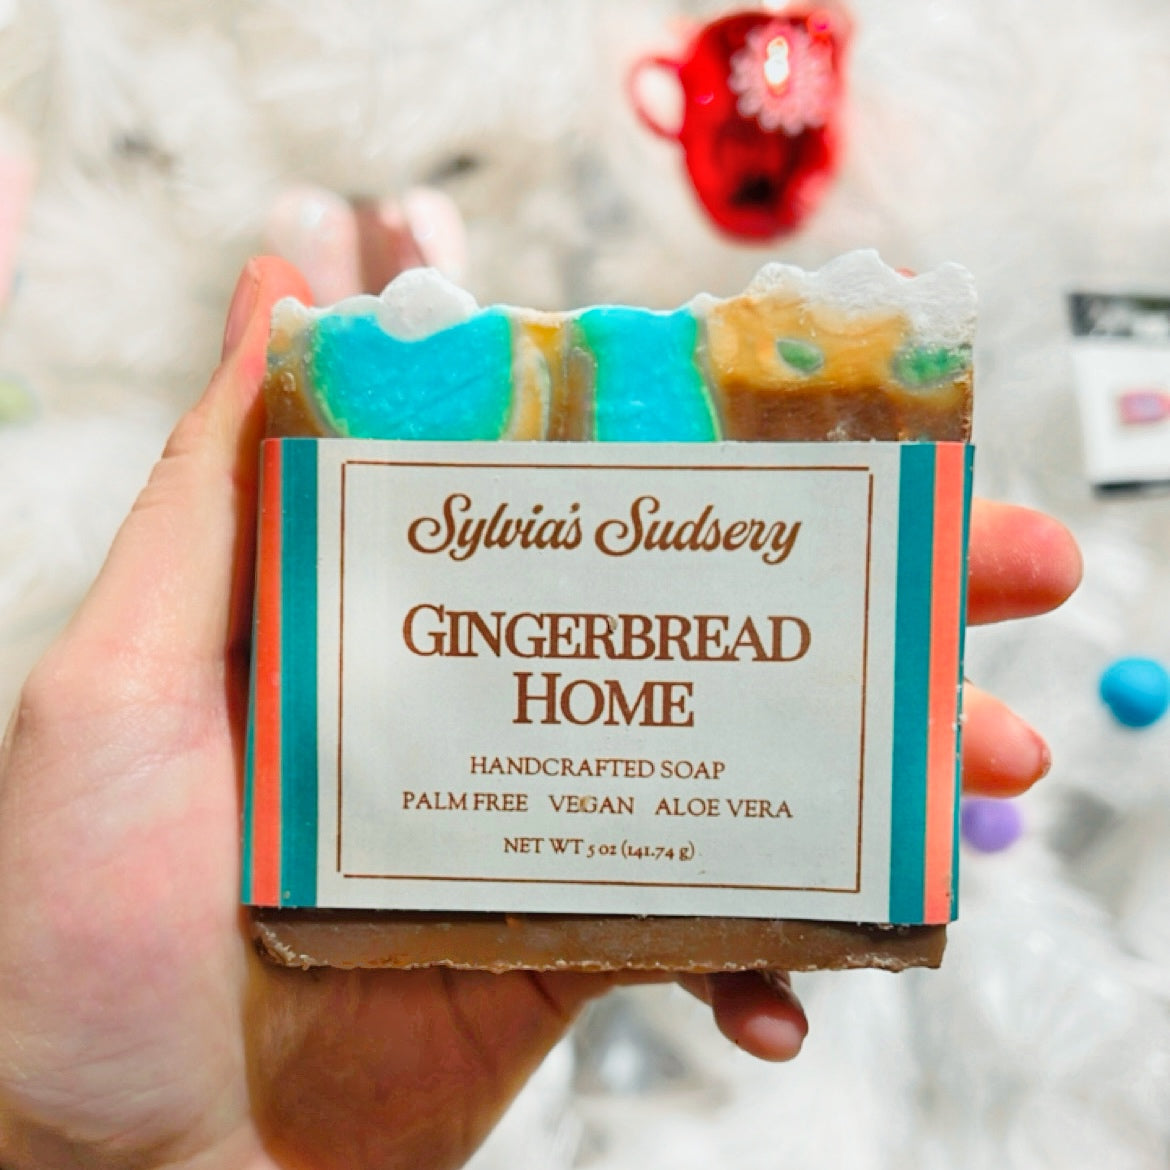 Sylvia's Sudsery
GINGERBREAD
HOME
HANDCRAFTED SOAP
PALM FREE VEGAN ALOE VERA
NET WT 5 oz (141.74 g)